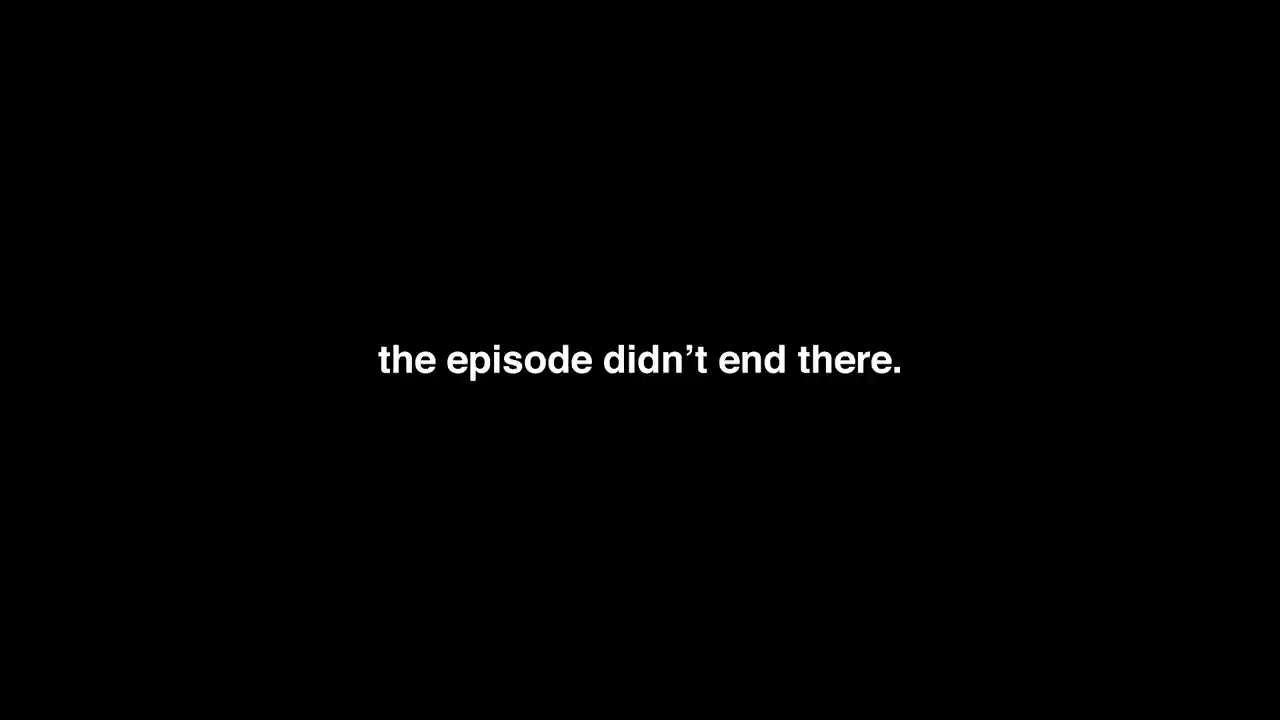 the episode didn’t end there.